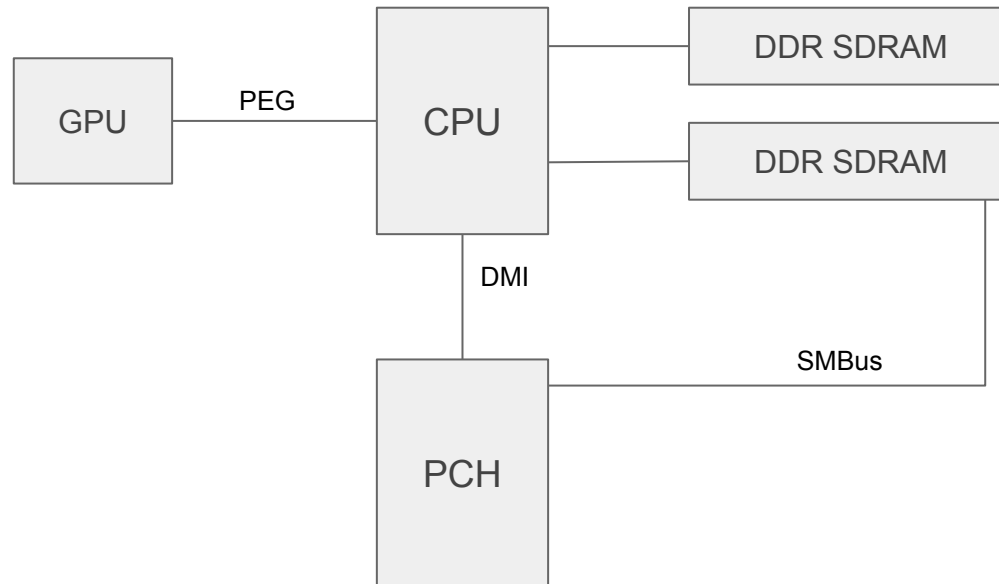 DDR SDRAM
GPU
PEG
CPU
DDR SDRAM
DMI
SMBus
PCH